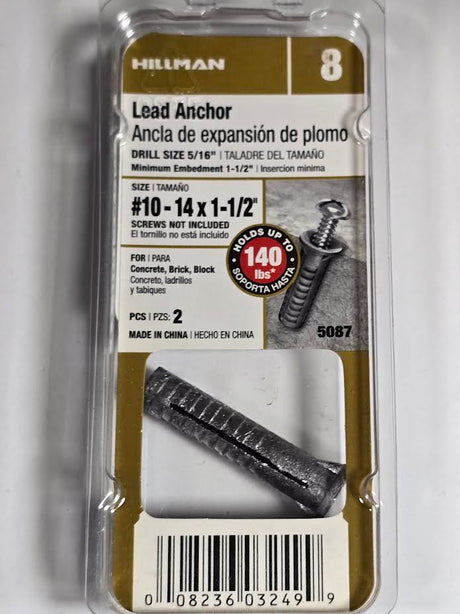 HILLMAN
8
Lead Anchor
Ancla de expansión de plomo
DRILL SIZE 5/16" | TALADRE DEL TAMAÑO
Minimum Embedment 1-1/2" | Insercion minima
SIZE | TAMAÑO
#10 - 14 x 1-1/2"
SCREWS NOT INCLUDED
El tornillo no está incluido
HOLDS UP TO
140
lbs*
SOPORTA HASTA
FOR | PARA
Concrete, Brick, Block
Concreto, ladrillos
y tabiques
PCS | PZS: 2
MADE IN CHINA | HECHO EN CHINA
5087
0 08236 03249 9